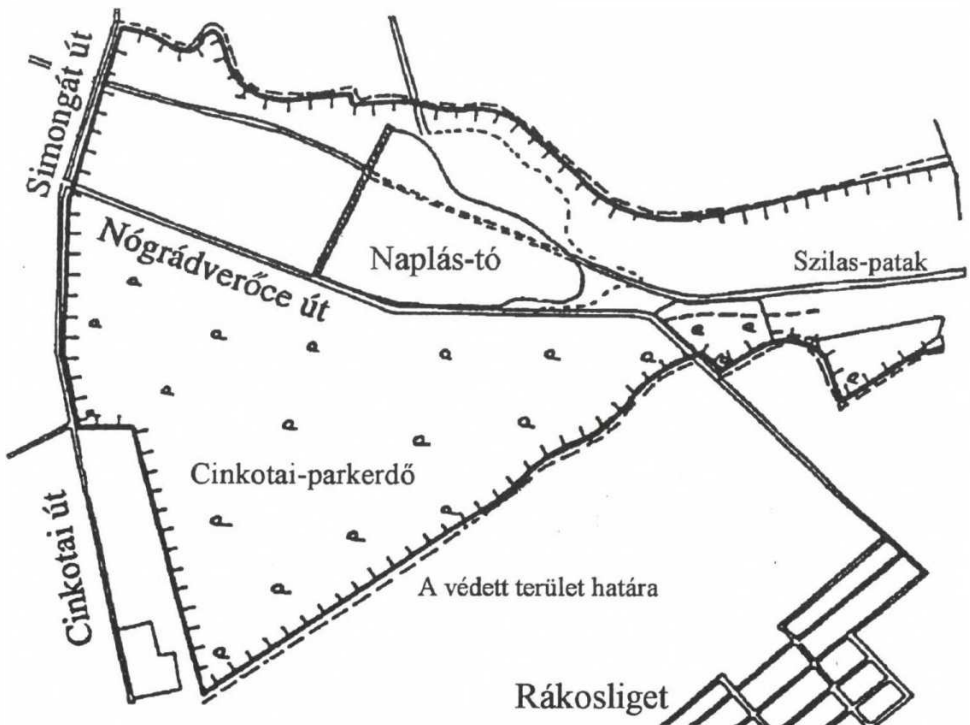 Simongát út
Nógrádverőce út
Naplás-tó
Szilas-patak
Cinkotai-parkerdő
Cinkotai út
A védett terület határa
Rákosliget